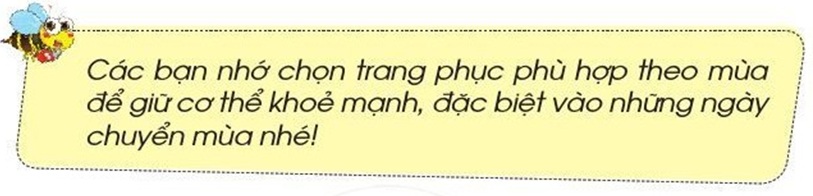 Các bạn nhớ chọn trang phục phù hợp theo mùa
để giữ cơ thể khoẻ mạnh, đặc biệt vào những ngày
chuyển mùa nhé!